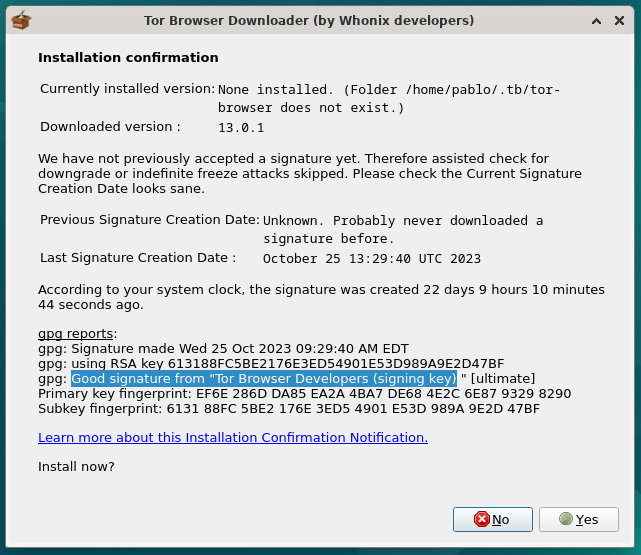 Tor Browser Downloader (by Whonix developers)
Installation confirmation
Currently installed version: None installed. (Folder /home/pablo/.tb/tor-
browser does not exist.)
Downloaded version : 13.0.1
We have not previously accepted a signature yet. Therefore assisted check for
downgrade or indefinite freeze attacks skipped. Please check the Current Signature
Creation Date looks sane.
Previous Signature Creation Date: Unknown. Probably never downloaded a
signature before.
Last Signature Creation Date : October 25 13:29:40 UTC 2023
According to your system clock, the signature was created 22 days 9 hours 10 minutes
44 seconds ago.
gpg reports:
gpg: Signature made Wed 25 Oct 2023 09:29:40 AM EDT
gpg: using RSA key 613188FC5BE2176E3ED54901E53D989A9E2D47BF
gpg: Good signature from "Tor Browser Developers (signing key) " [ultimate]
Primary key fingerprint: EF6E 286D DA85 EA2A 4BA7 DE68 4E2C 6E87 9329 8290
Subkey fingerprint: 6131 88FC 5BE2 176E 3ED5 4901 E53D 989A 9E2D 47BF
Learn more about this Installation Confirmation Notification.
Install now?
No Yes